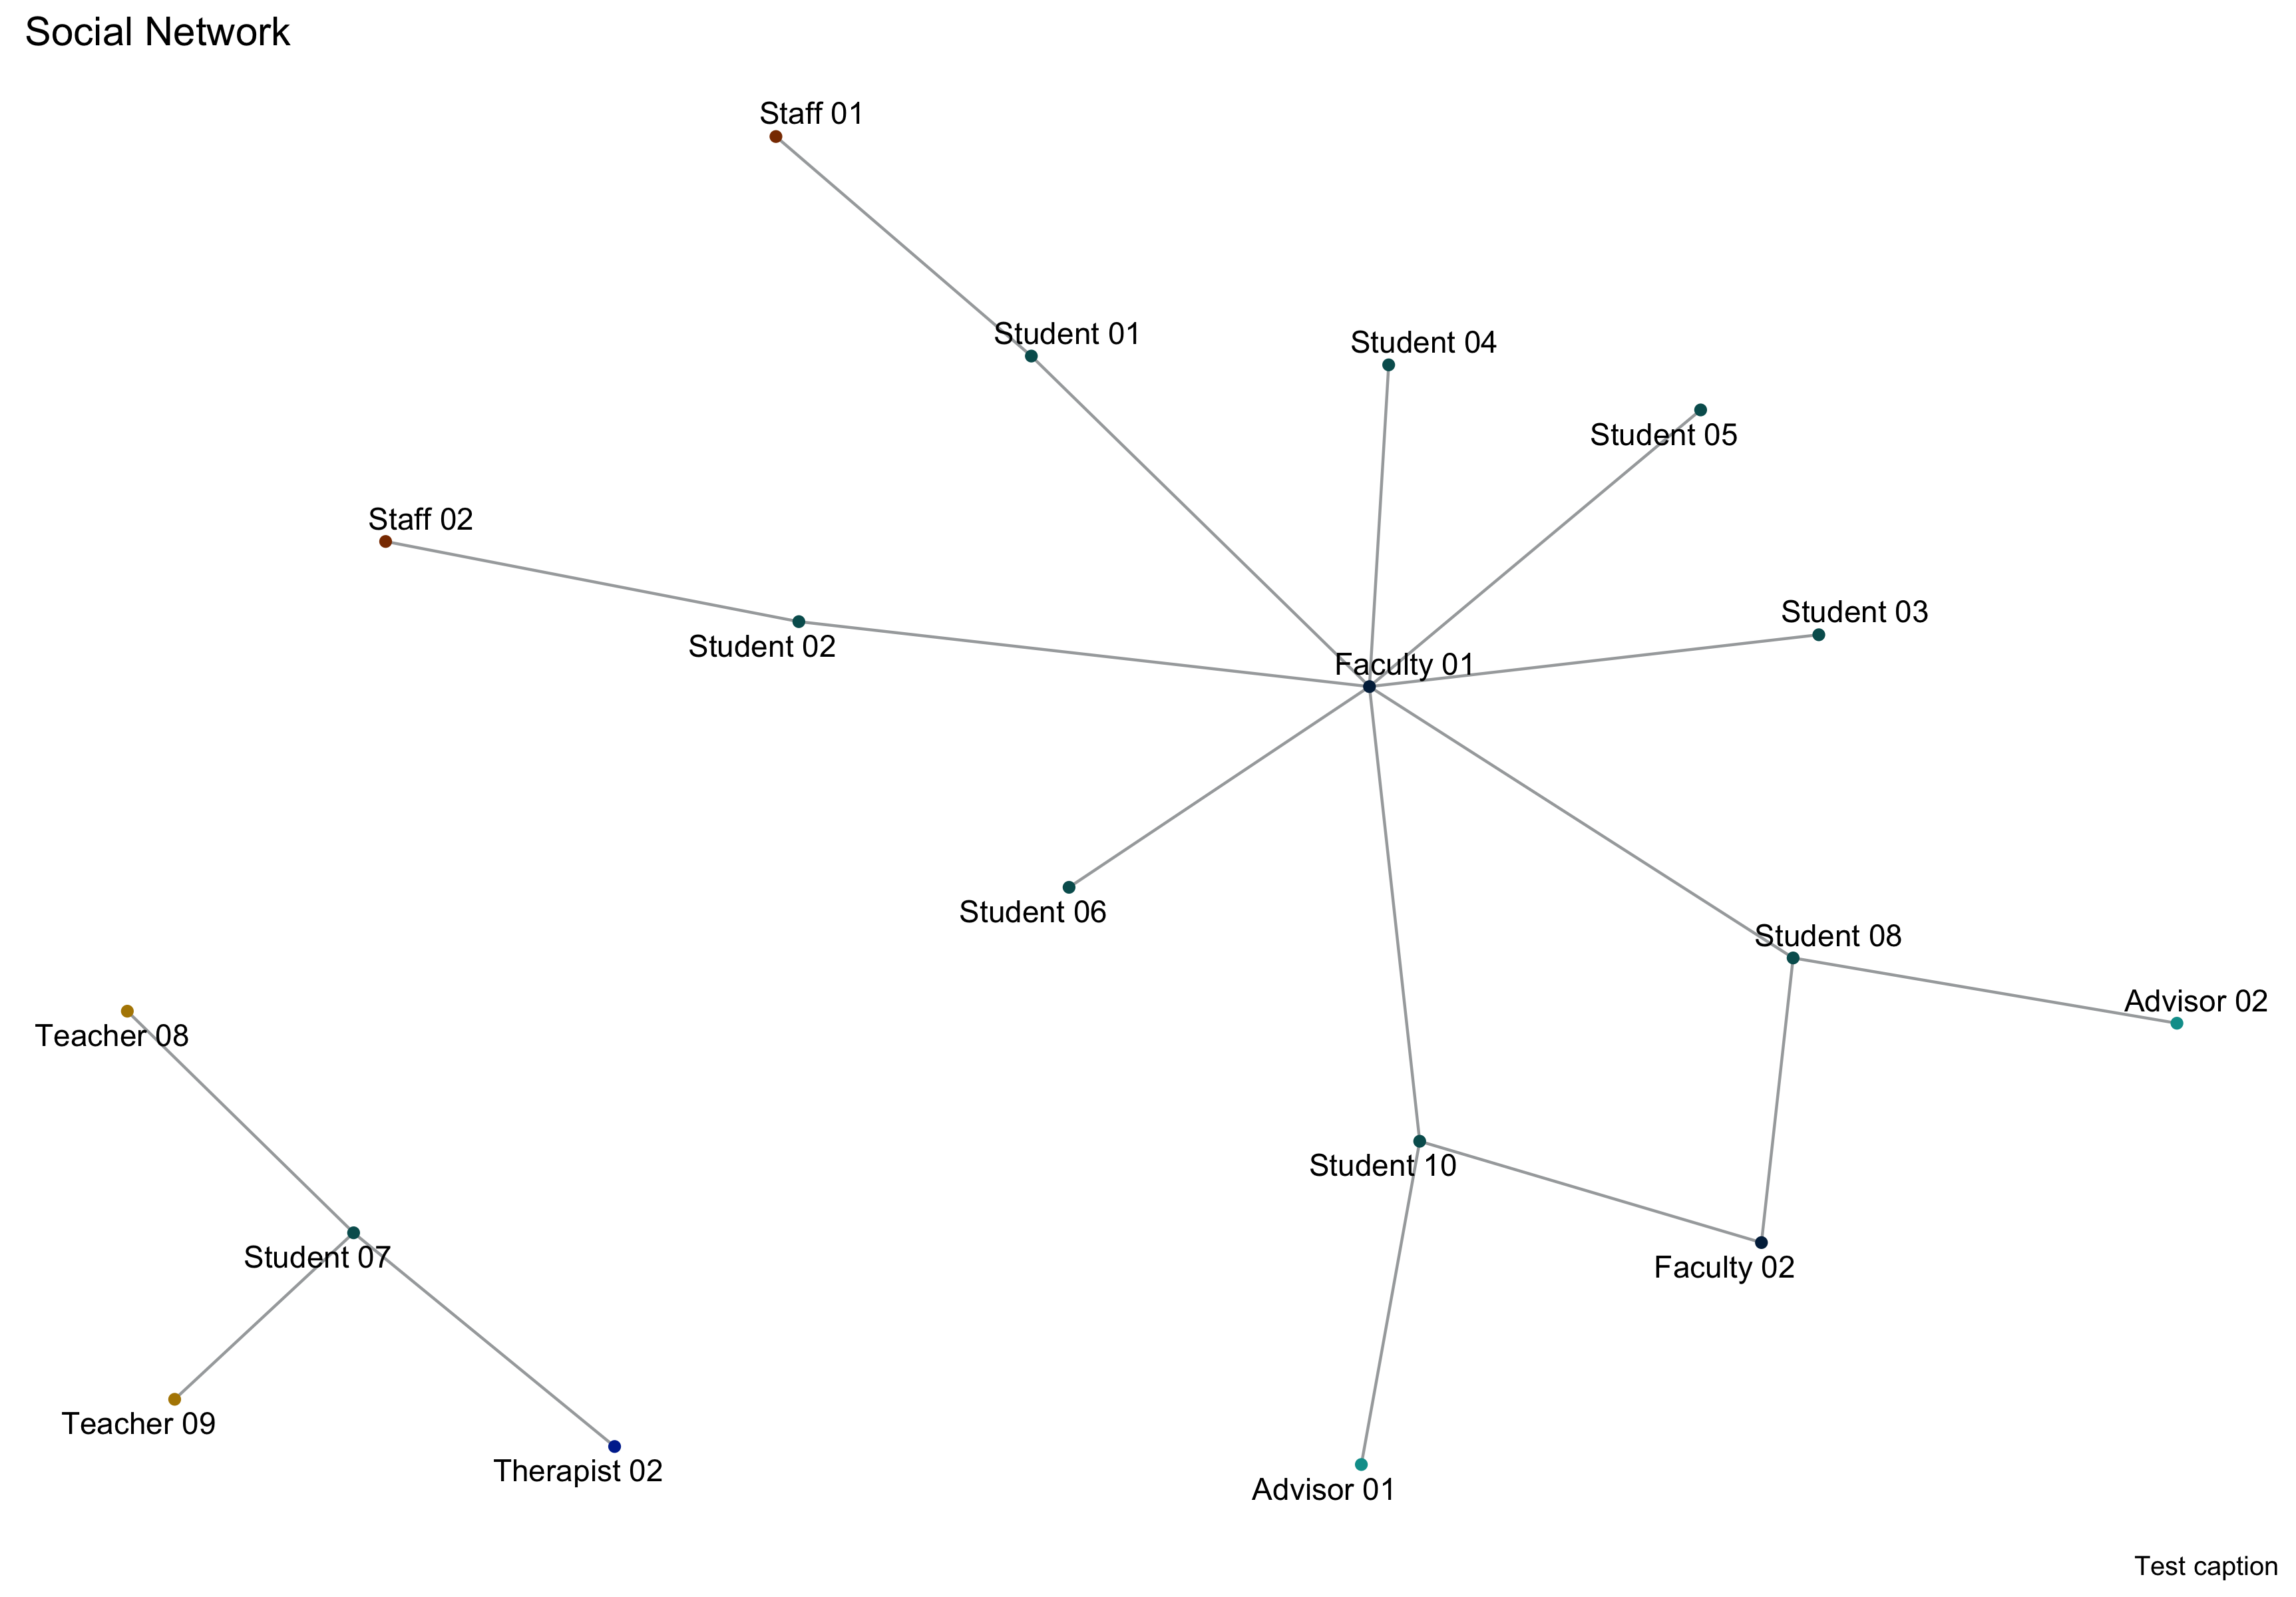 Social Network
Staff 01
Student 01
Student 04
Student 05
Staff 02
Student 03
Student 02
Faculty 01
Student 06
Student 08
Advisor 02
Teacher 08
Student 10
Student 07
Faculty 02
Teacher 09
Therapist 02
Advisor 01
Test caption